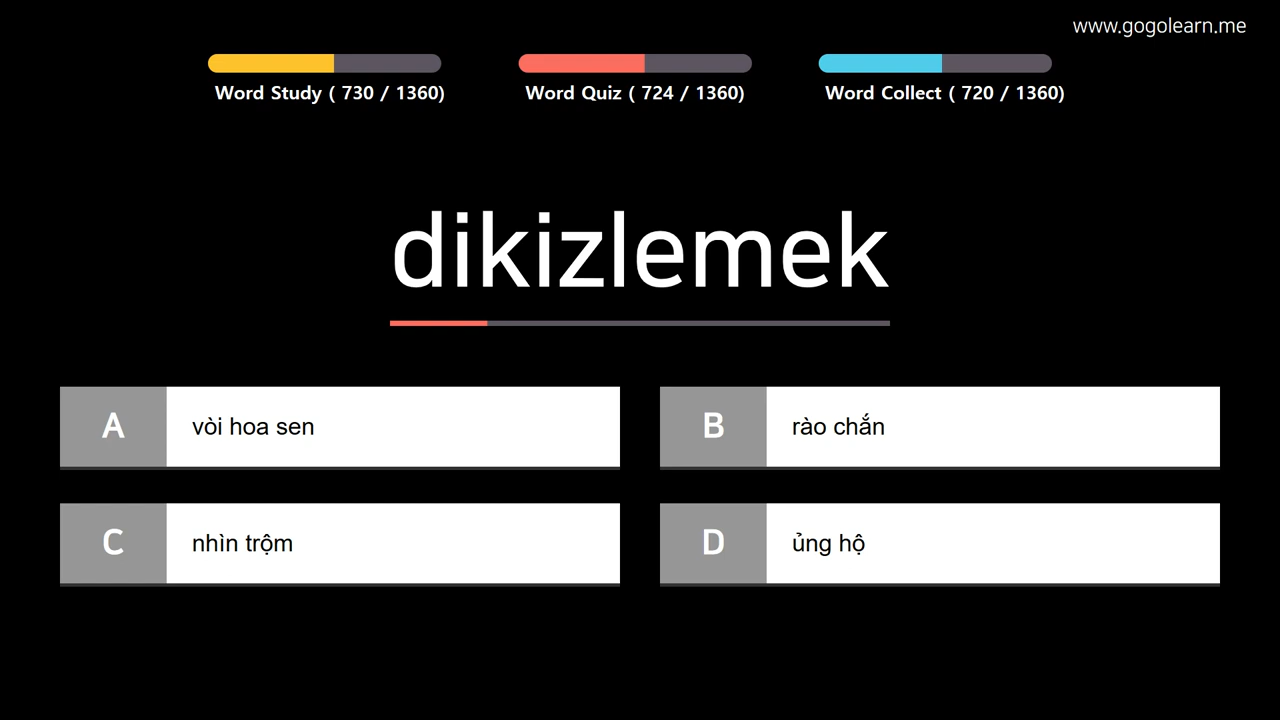 www.gogolearn.me
Word Study ( 730 / 1360)
Word Quiz ( 724 / 1360)
Word Collect ( 720 / 1360)
dikizlemek
A vòi hoa sen
B rào chắn
C nhìn trộm
D ủng hộ